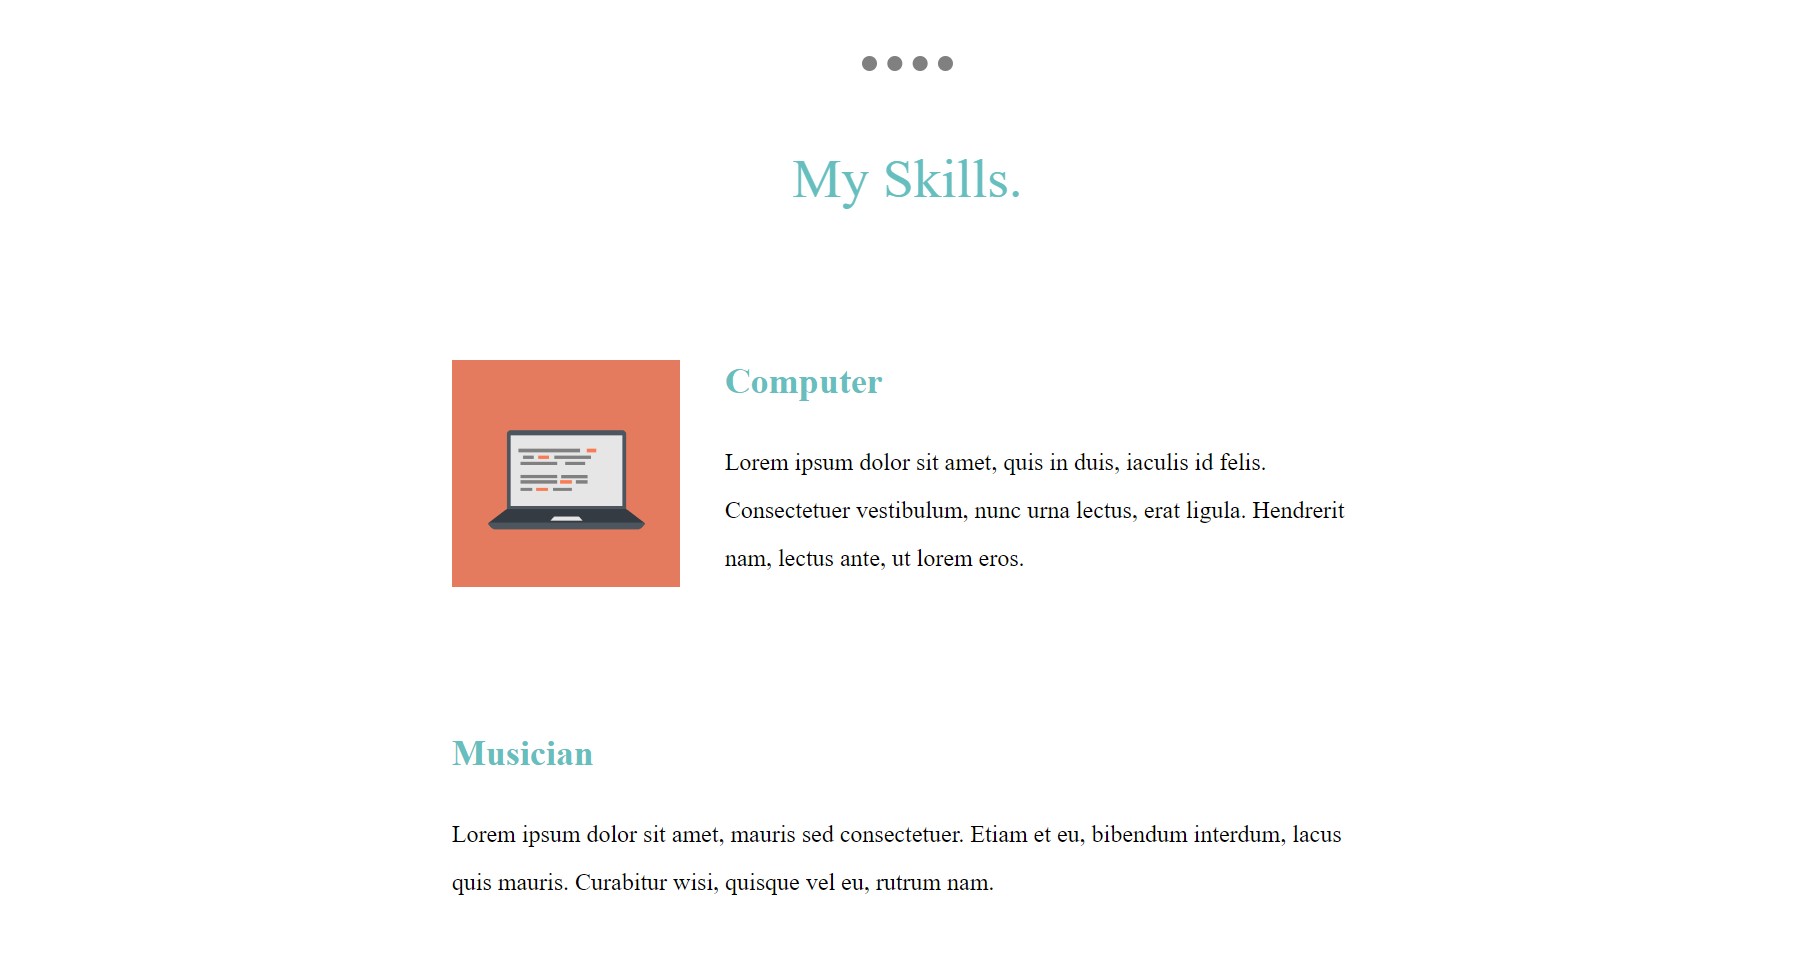 My Skills.
Computer
Lorem ipsum dolor sit amet, quis in duis, iaculis id felis.
Consectetuer vestibulum, nunc urna lectus, erat ligula. Hendrerit
nam, lectus ante, ut lorem eros.
Musician
Lorem ipsum dolor sit amet, mauris sed consectetuer. Etiam et eu, bibendum interdum, lacus
quis mauris. Curabitur wisi, quisque vel eu, rutrum nam.